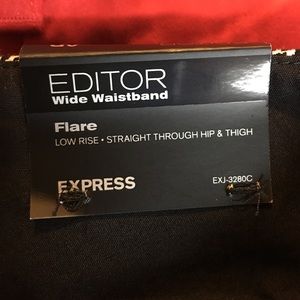 EDITOR
Wide Waistband
Flare
LOW RISE • STRAIGHT THROUGH HIP & THIGH
EXPRESS
EXJ-3280C